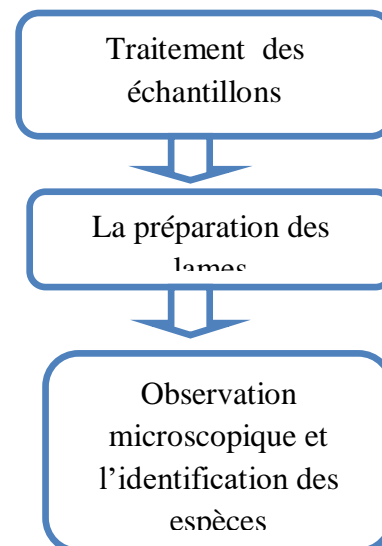 Traitement des
échantillons
La préparation des
lames
Observation
microscopique et
l'identification des
espèces